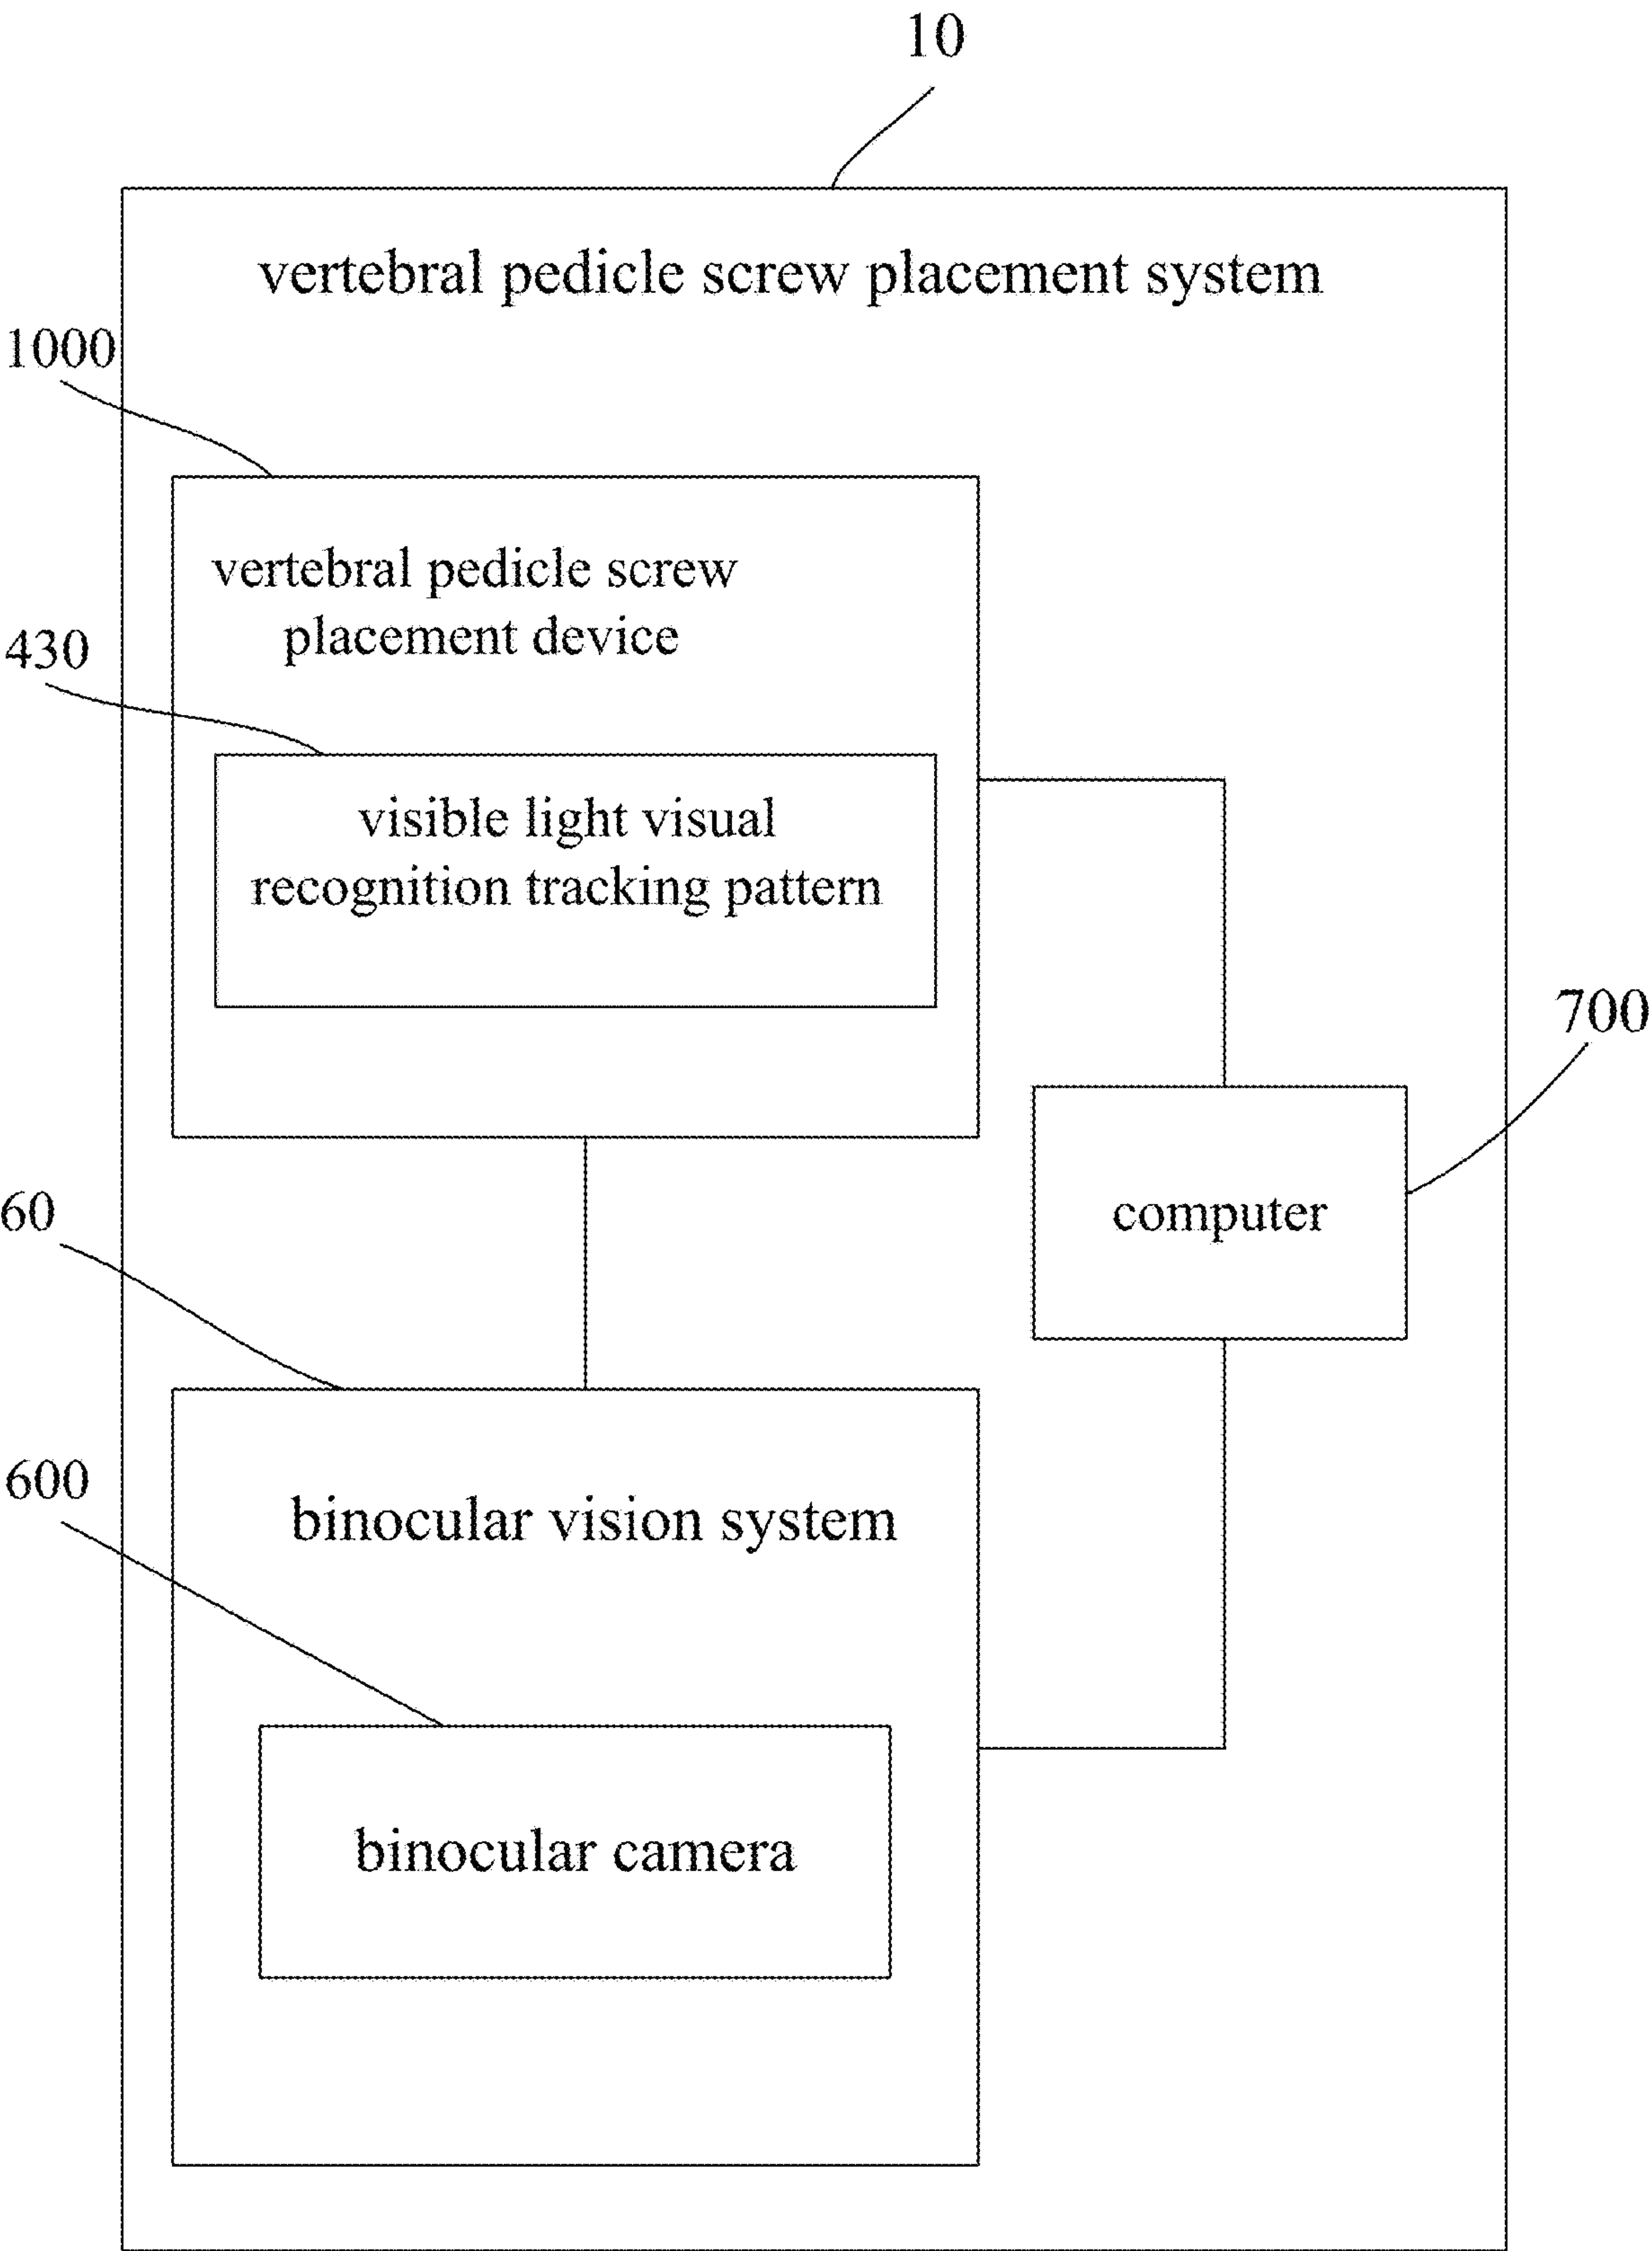 10
vertebral pedicle screw placement system
1000
vertebral pedicle screw
placement device
430
visible light visual
recognition tracking pattern
700
computer
60
600
binocular vision system
binocular camera